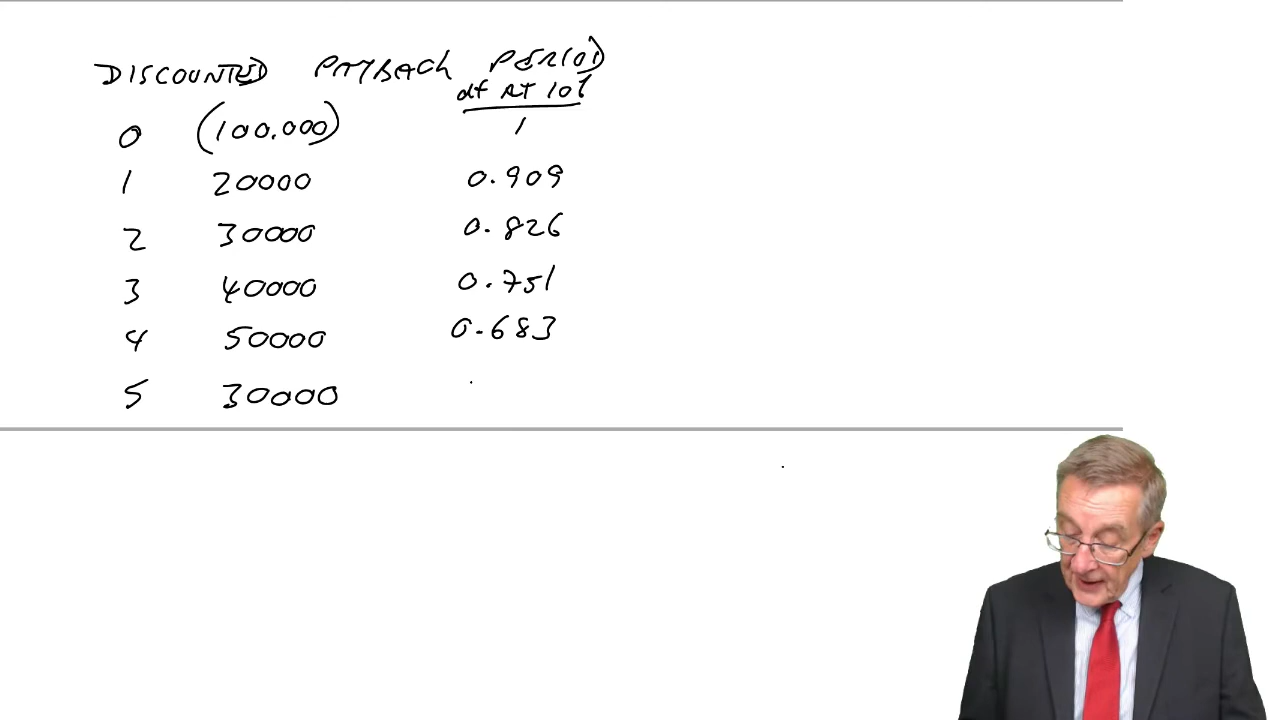 DISCOUNTED PAYBACK PERIOD
df AT 10%
0 (100,000) 1
1 20000 0.909
2 30000 0.826
3 40000 0.751
4 50000 0.683
5 30000